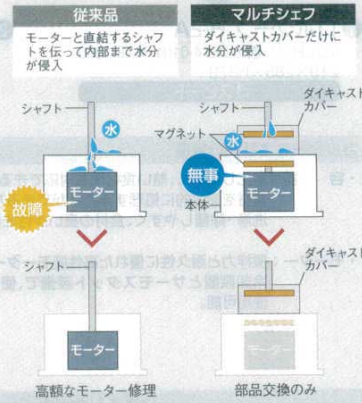 従来品
モーターと直結するシャフ
トを伝って内部まで水分
が侵入
マルチシェフ
ダイキャストカバーだけに
水分が侵入
シャフト
水
モーター
故障
シャフト
ダイキャスト
カバー
マグネット
水
無事
モーター
本体
シャフト
モーター
高額なモーター修理
ダイキャスト
カバー
モーター
部品交換のみ